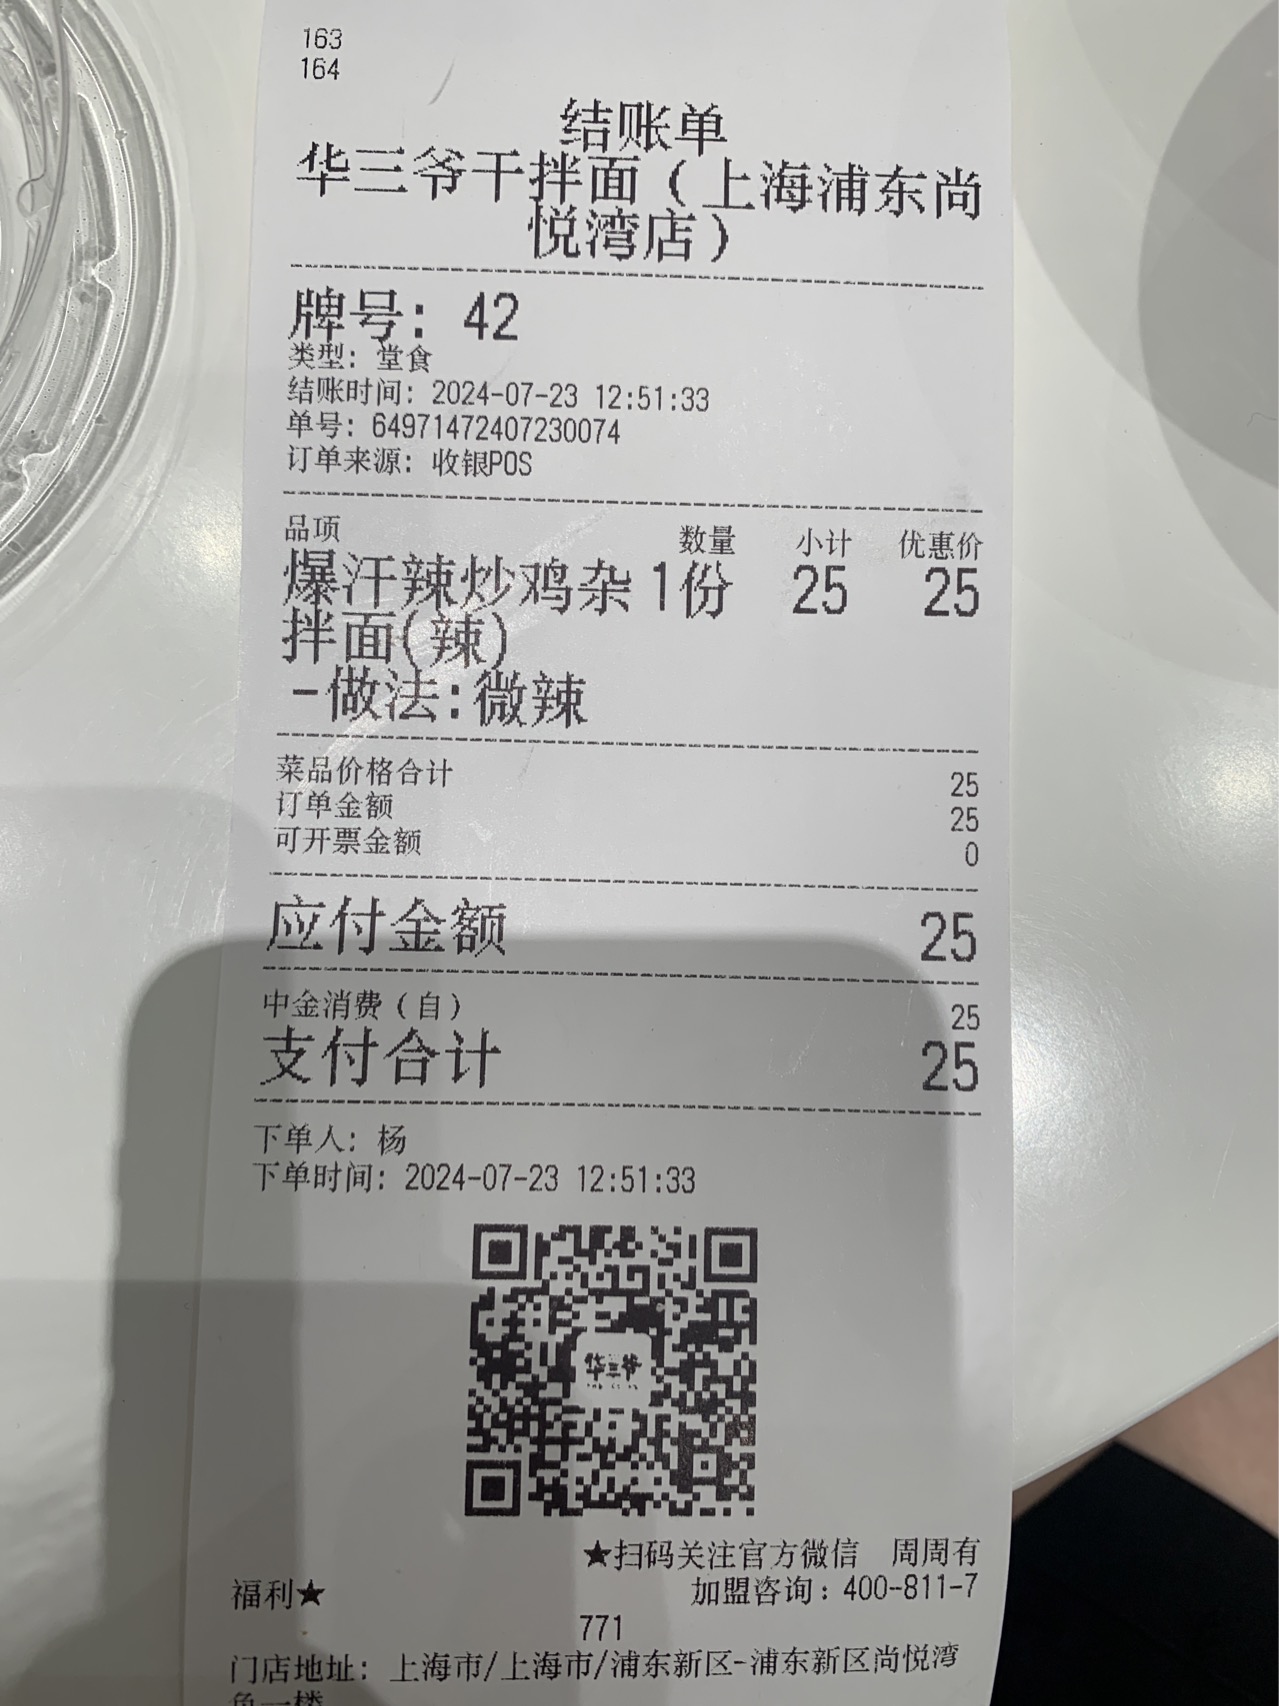 163
164
结账单
华三爷干拌面（上海浦东尚
悦湾店）
牌号：42
类型：堂食
结账时间：2024-07-23 12:51:33
单号：64971472407230074
订单来源：收银POS
品项 数量 小计 优惠价
爆汗辣炒鸡杂 1份 25 25
拌面(辣)
-做法:微辣
菜品价格合计 25
订单金额 25
可开票金额 0
应付金额 25
中金消费（自） 25
支付合计 25
下单人：杨
下单时间：2024-07-23 12:51:33
华三爷
★扫码关注官方微信 周周有
福利★ 加盟咨询：400-811-7
771
门店地址：上海市/上海市/浦东新区-浦东新区尚悦湾